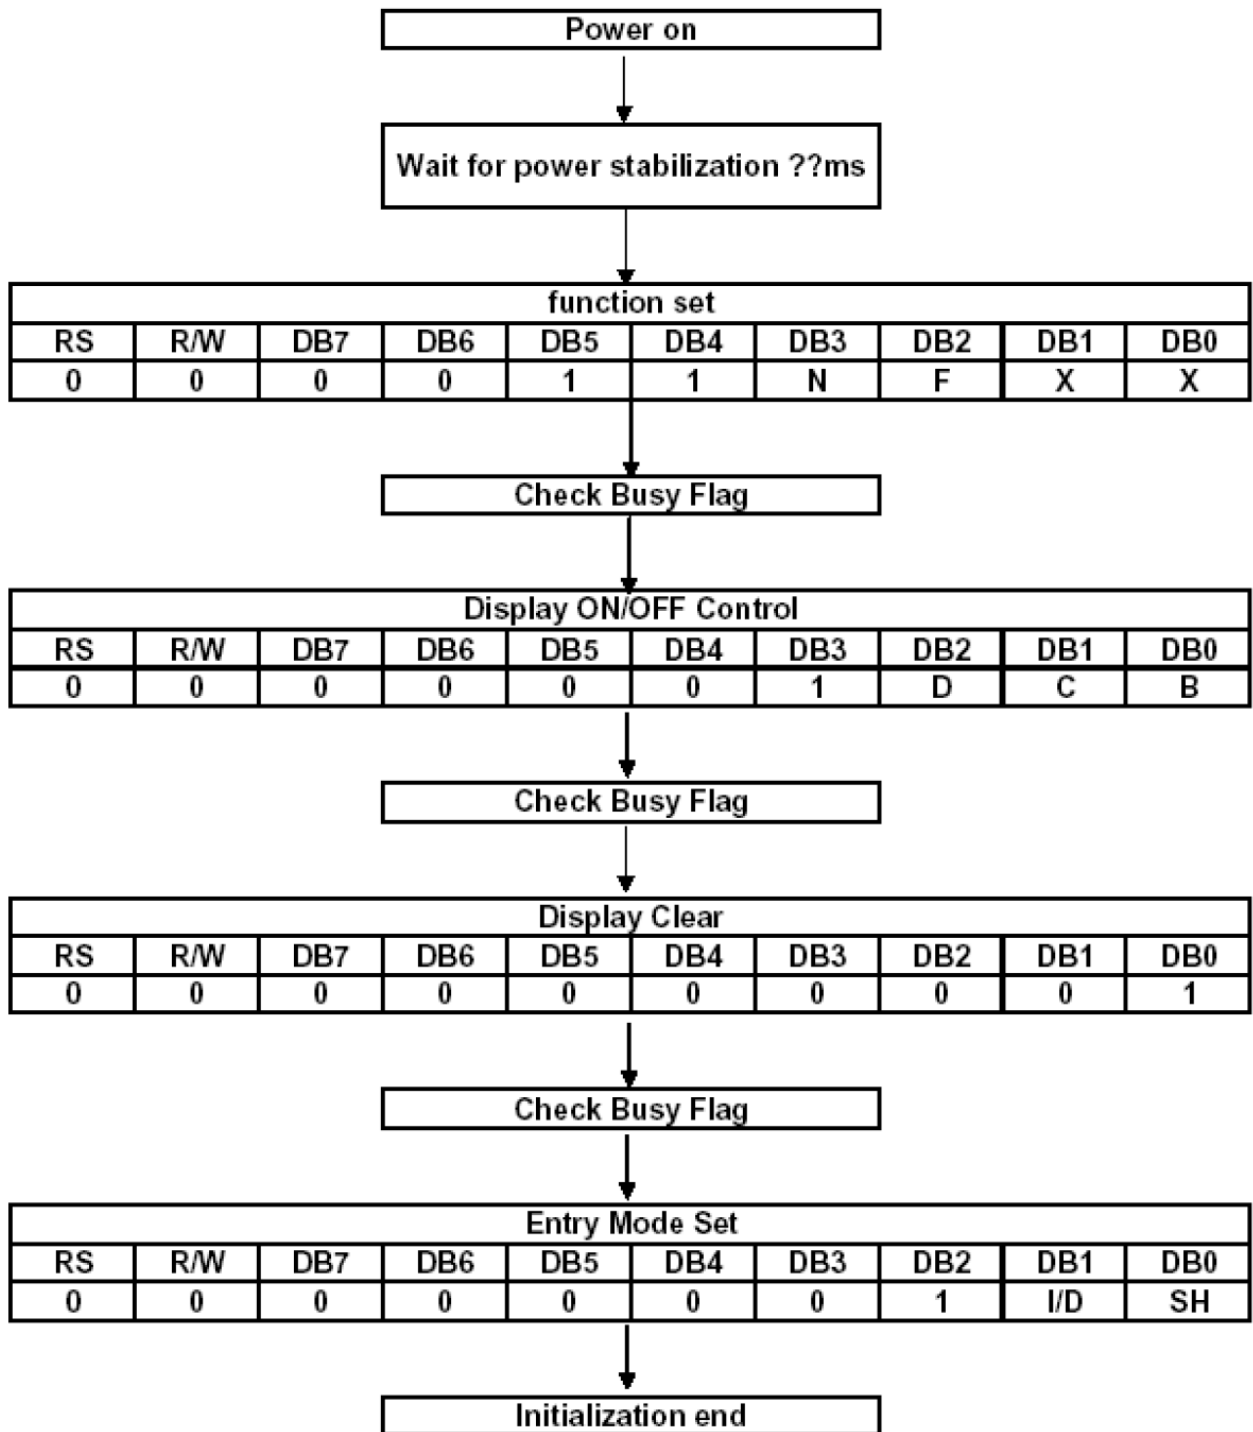 Power on
Wait for power stabilization ??ms
function set
RS R/W DB7 DB6 DB5 DB4 DB3 DB2 DB1 DB0
0 0 0 0 1 1 N F X X
Check Busy Flag
Display ON/OFF Control
RS R/W DB7 DB6 DB5 DB4 DB3 DB2 DB1 DB0
0 0 0 0 0 0 1 D C B
Check Busy Flag
Display Clear
RS R/W DB7 DB6 DB5 DB4 DB3 DB2 DB1 DB0
0 0 0 0 0 0 0 0 0 1
Check Busy Flag
Entry Mode Set
RS R/W DB7 DB6 DB5 DB4 DB3 DB2 DB1 DB0
0 0 0 0 0 0 0 1 I/D SH
Initialization end